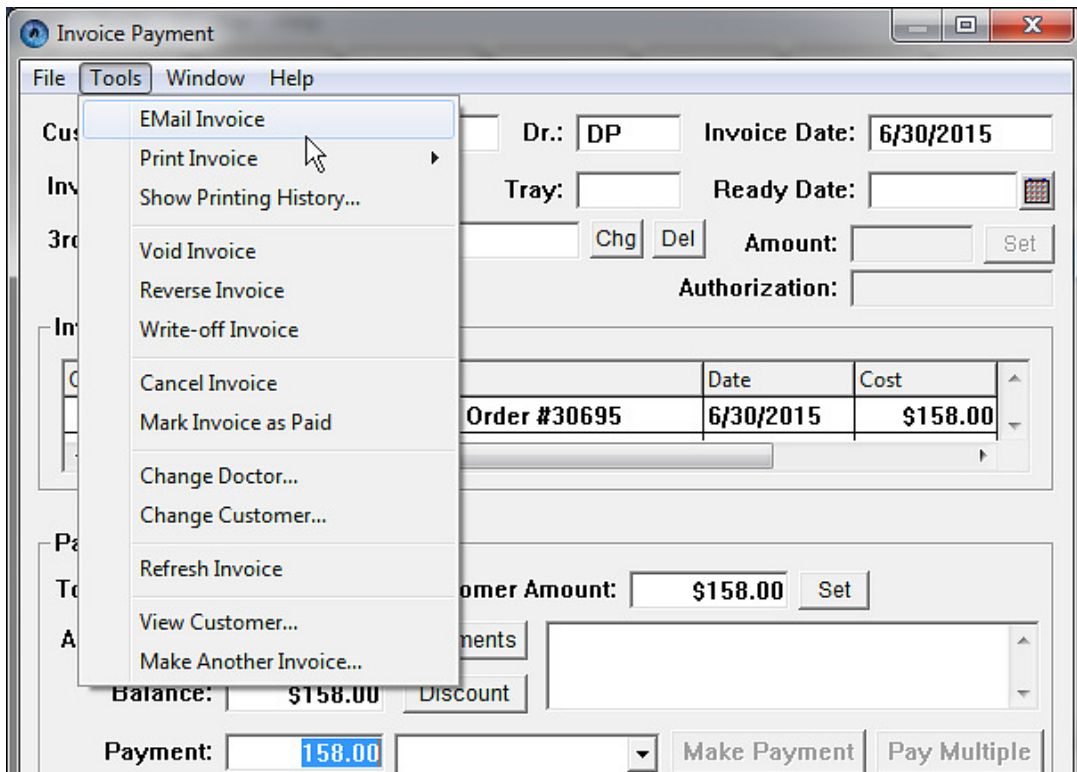 Invoice Payment
File Tools Window Help
EMail Invoice
Print Invoice
Show Printing History...
Void Invoice
Reverse Invoice
Write-off Invoice
Cancel Invoice
Mark Invoice as Paid
Change Doctor...
Change Customer...
Refresh Invoice
View Customer...
Make Another Invoice...
Dr.: DP Invoice Date: 6/30/2015
Tray: Ready Date:
3rd Chg Del Amount: Set
Authorization:
Date Cost
Order #30695 6/30/2015 $158.00
omer Amount: $158.00 Set
ments
Balance: $158.00 Discount
Payment: 158.00 Make Payment Pay Multiple